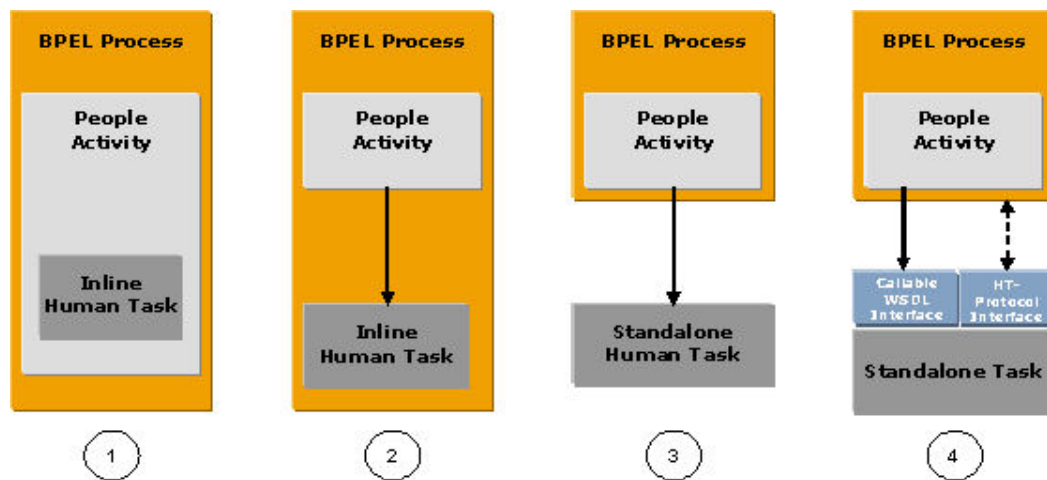 BPEL Process
People
Activity
Inline
Human Task
1
BPEL Process
People
Activity
Inline
Human Task
2
BPEL Process
People
Activity
Standalone
Human Task
3
BPEL Process
People
Activity
Callable
WSDL
Interface
HT-
Protocol
Interface
Standalone Task
4